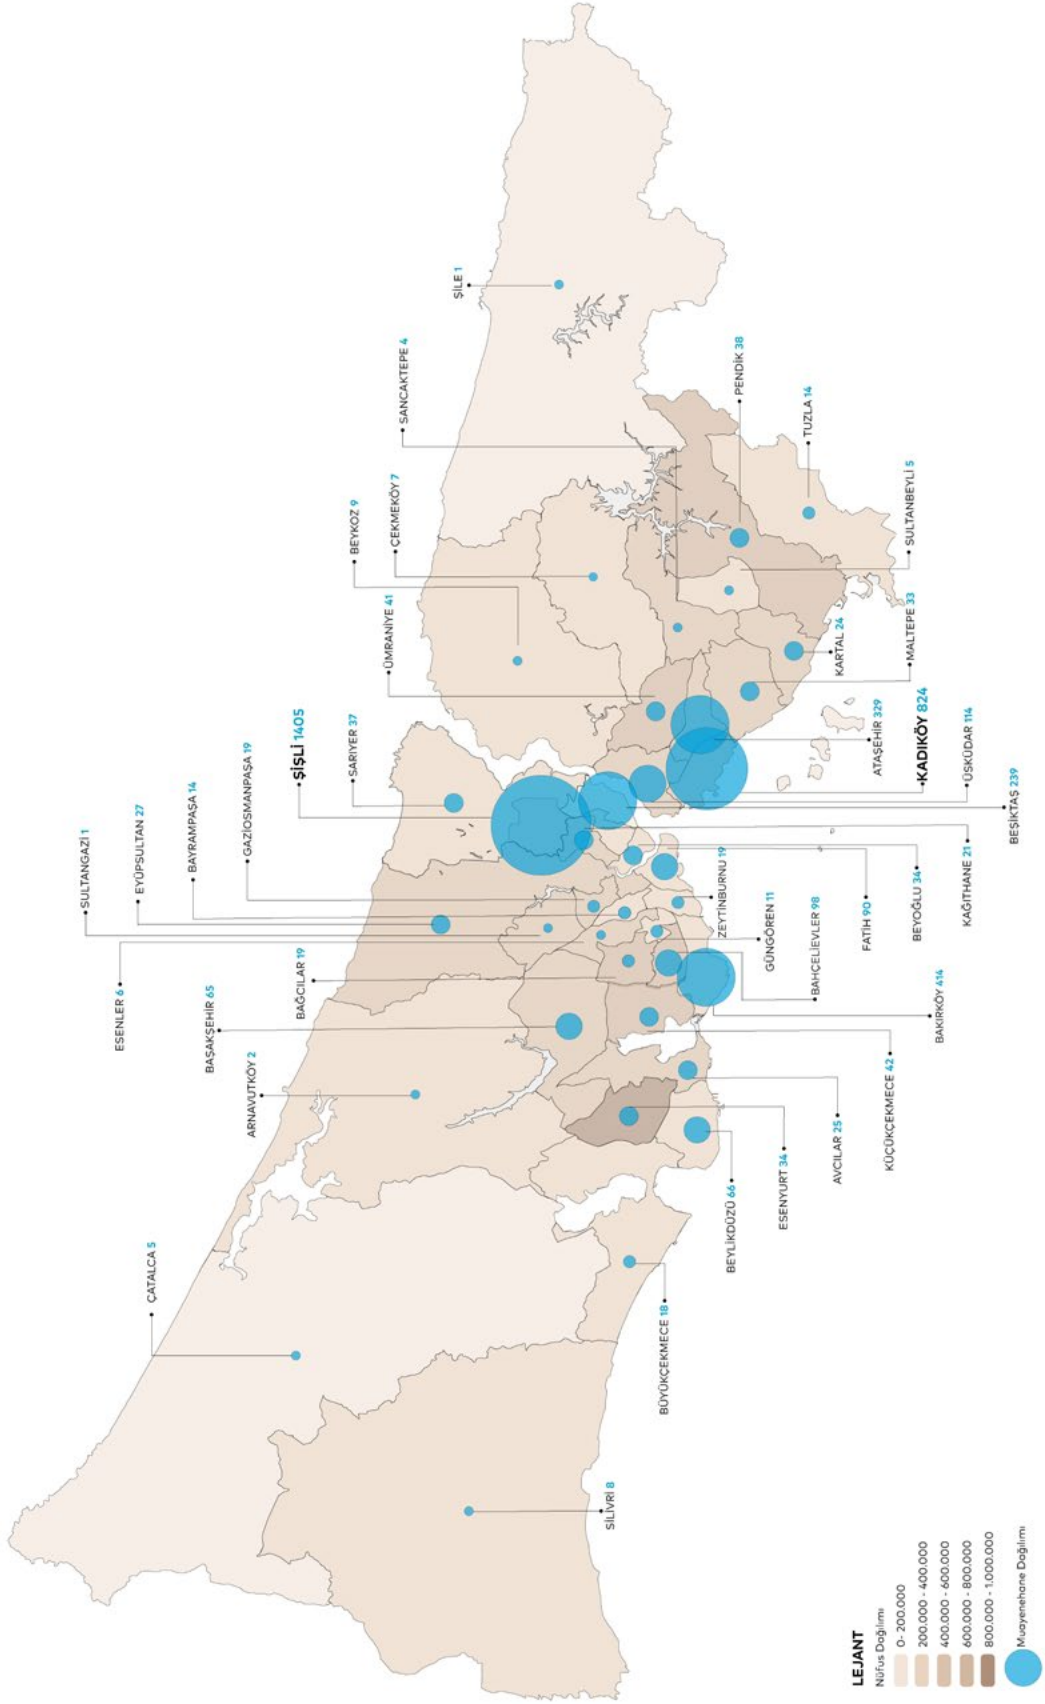 ÇATALCA 5
SİLİVRİ 8
BÜYÜKÇEKMECE 18
ARNAVUTKÖY 2
BAŞAKŞEHİR 65
ESENLER 6
BAĞCILAR 19
SULTANGAZİ 1
EYÜPSULTAN 27
BAYRAMPAŞA 14
GAZİOSMANPAŞA 19
ŞİŞLİ 1405
SARIYER 37
ÜMRANİYE 41
BEYKOZ 9
ÇEKMEKÖY 7
SANCAKTEPE 4
ŞİLE 1
PENDİK 38
TUZLA 14
SULTANBEYLİ 5
KARTAL 24
MALTEPE 33
ATAŞEHİR 329
KADIKÖY 824
ÜSKÜDAR 114
BEŞİKTAŞ 239
KAĞITHANE 21
BEYOĞLU 34
FATİH 90
ZEYTİNBURNU 19
GÜNGÖREN 11
BAHÇELİEVLER 98
BAKIRKÖY 414
KÜÇÜKÇEKMECE 42
AVCILAR 25
ESENYURT 34
BEYLİKDÜZÜ 66
LEJANT
Nüfus Dağılımı
0- 200.000
200.000 - 400.000
400.000 - 600.000
600.000 - 800.000
800.000 - 1.000.000
Muayenehane Dağılımı